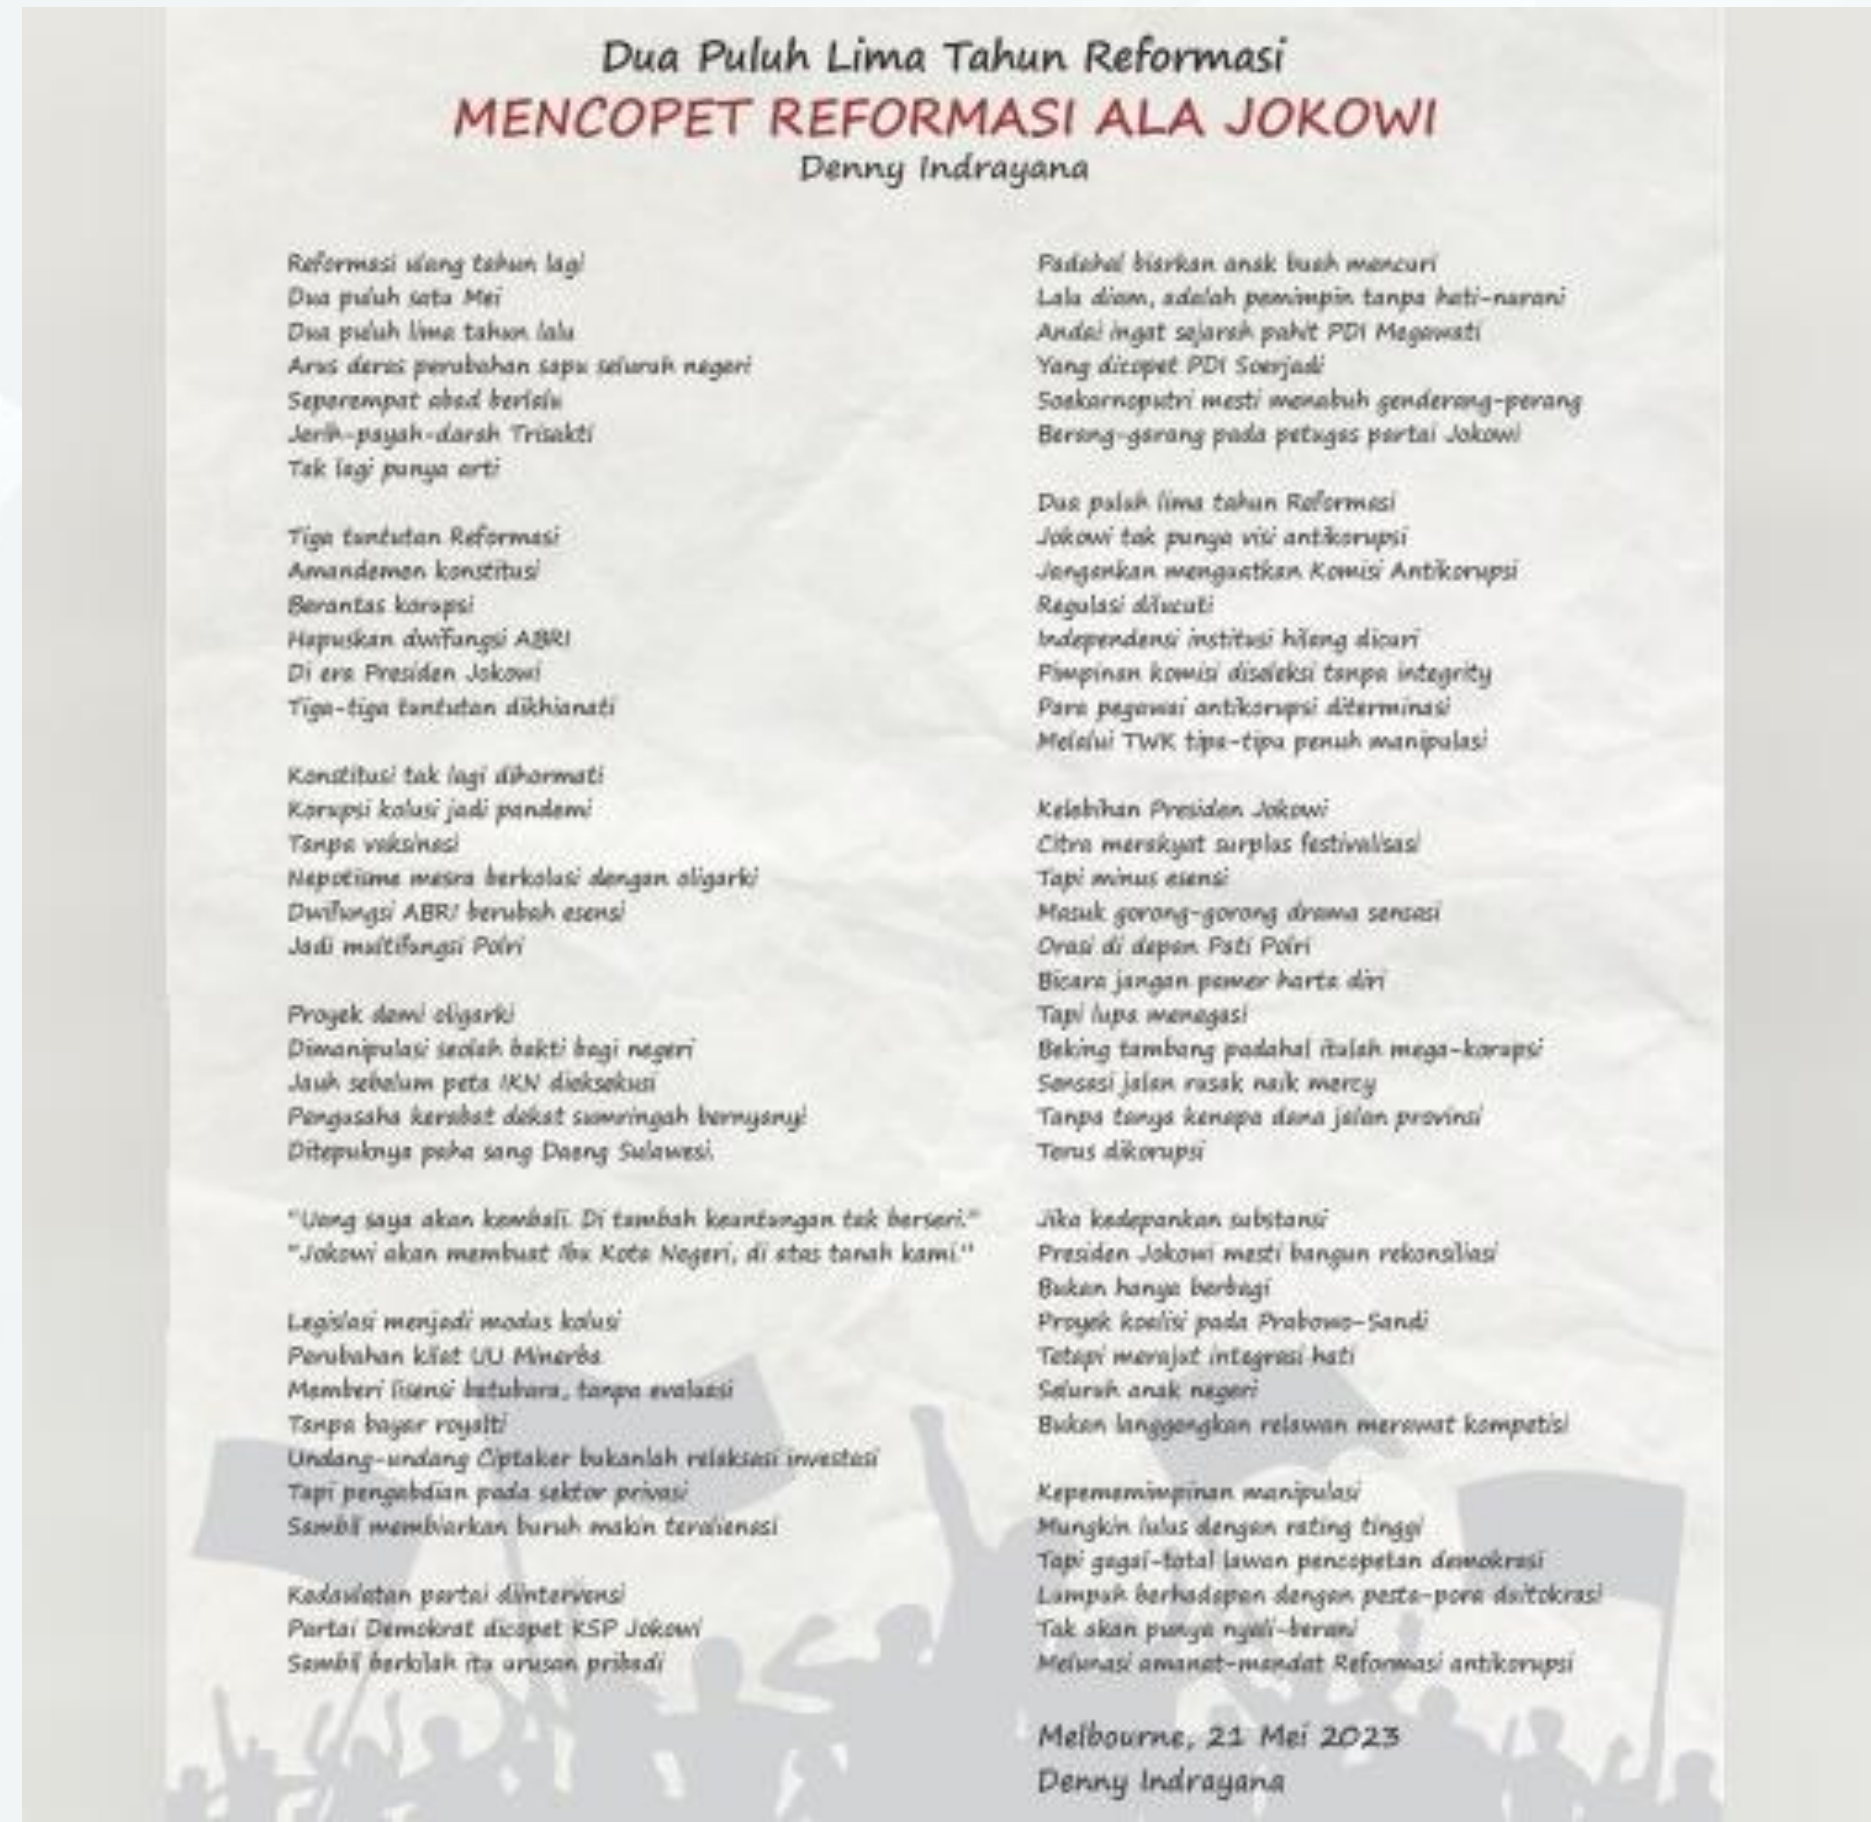 Dua Puluh Lima Tahun Reformasi
MENCOPET REFORMASI ALA JOKOWI
Denny Indrayana
Reformasi ulang tahun lagi
Dua puluh satu Mei
Dua puluh lima tahun lalu
Arus deras perubahan sapu seluruh negeri
Seperempat abad berlalu
Jerih-payah-darah Trisakti
Tak lagi punya arti
Tiga tuntutan Reformasi
Amandemen konstitusi
Berantas korupsi
Hapuskan dwifungsi ABRI
Di era Presiden Jokowi
Tiga-tiga tuntutan dikhianati
Konstitusi tak lagi dihormati
Korupsi kolusi jadi pandemi
Tanpa vaksinasi
Nepotisme mesra berkolusi dengan oligarki
Dwifungsi ABRI berubah esensi
Jadi multifungsi Polri
Proyek demi oligarki
Dimanipulasi seolah bakti bagi negeri
Jauh sebelum peta IKN dieksekusi
Pengusaha kerabat dekat sumringah bernyanyi
Ditepuknya paha sang Daeng Sulawesi.
"Uang saya akan kembali. Di tambah keuntungan tak berseri."
"Jokowi akan membuat Ibu Kota Negeri, di atas tanah kami."
Legislasi menjadi modus kolusi
Perubahan kilat UU Minerba
Memberi lisensi batubara, tanpa evaluasi
Tanpa bayar royalti
Undang-undang Ciptaker bukanlah relaksasi investasi
Tapi pengabdian pada sektor privasi
Sambil membiarkan buruh makin teralienasi
Kedaulatan partai diintervensi
Partai Demokrat dicopet KSP Jokowi
Sambil berkilah itu urusan pribadi
Padahal biarkan anak buah mencuri
Lalu diam, adalah pemimpin tanpa hati-nurani
Andai ingat sejarah pahit PDI Megawati
Yang dicopet PDI Soerjadi
Soekarnoputri mesti menabuh genderang-perang
Berang-garang pada petugas partai Jokowi
Dua puluh lima tahun Reformasi
Jokowi tak punya visi antikorupsi
Jangankan menguatkan Komisi Antikorupsi
Regulasi dilucuti
Independensi institusi hilang dicuri
Pimpinan komisi diseleksi tanpa integrity
Para pegawai antikorupsi diterminasi
Melalui TWK tipa-tipu penuh manipulasi
Kelebihan Presiden Jokowi
Citra merakyat surplus festivalisasi
Tapi minus esensi
Masuk gorong-gorong drama sensasi
Orasi di depan Pati Polri
Bicara jangan pamer harta diri
Tapi lupa menegasi
Beking tambang padahal itulah mega-korupsi
Sensasi jalan rusak naik mercy
Tanpa tanya kenapa dana jalan provinsi
Terus dikorupsi
Jika kedepankan substansi
Presiden Jokowi mesti bangun rekonsiliasi
Bukan hanya berbagi
Proyek koalisi pada Prabowo-Sandi
Tetapi merajut integrasi hati
Seluruh anak negeri
Bukan langgengkan relawan merawat kompetisi
Kepememimpinan manipulasi
Mungkin lulus dengan rating tinggi
Tapi gagal-total lawan pencopetan demokrasi
Lumpuh berhadapan dengan pesta-pora duitokrasi
Tak akan punya nyali-berani
Melunasi amanat-mandat Reformasi antikorupsi
Melbourne, 21 Mei 2023
Denny Indrayana